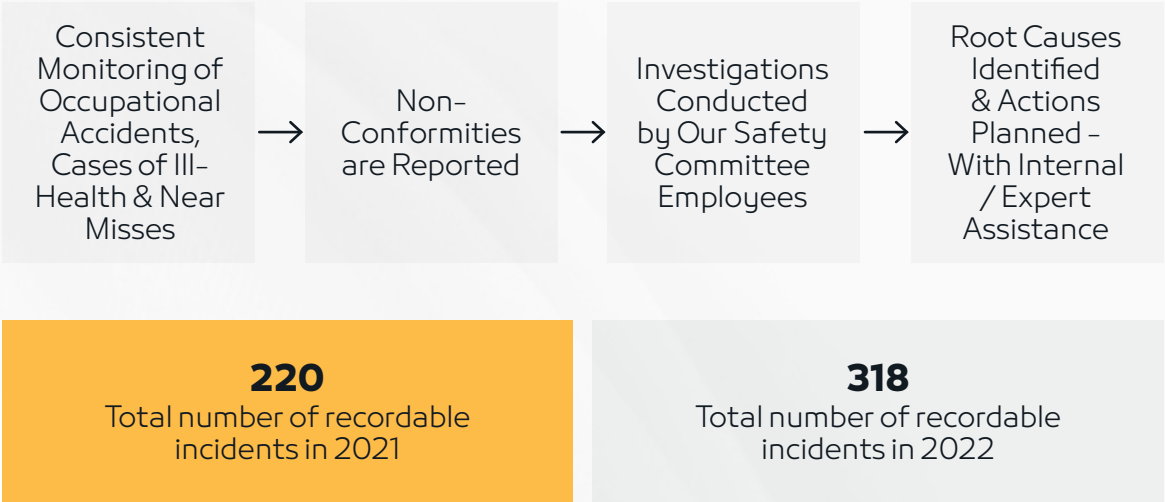 Consistent
Monitoring of
Occupational
Accidents,
Cases of Ill-
Health & Near
Misses
Non-
Conformities
are Reported
Investigations
Conducted
by Our Safety
Committee
Employees
Root Causes
Identified
& Actions
Planned -
With Internal
/ Expert
Assistance
220
Total number of recordable
incidents in 2021
318
Total number of recordable
incidents in 2022